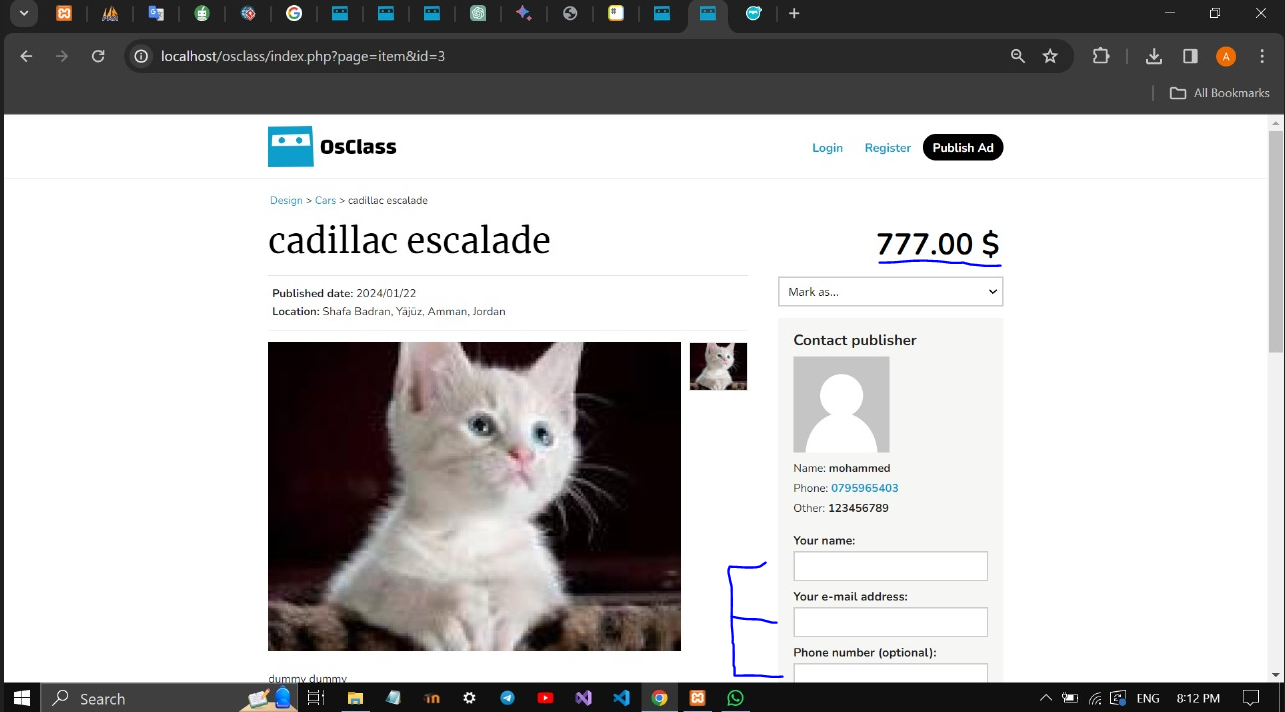 localhost/osclass/index.php?page=item&id=3
A
All Bookmarks
OsClass
Login
Register
Publish Ad
Design > Cars > cadillac escalade
cadillac escalade
777.00 $
Published date: 2024/01/22
Location: Shafa Badran, Yājūz, Amman, Jordan
Mark as...
Contact publisher
Name: mohammed
Phone: 0795965403
Other: 123456789
Your name:
Your e-mail address:
Phone number (optional):
dummy dummy
Search
ENG
8:12 PM